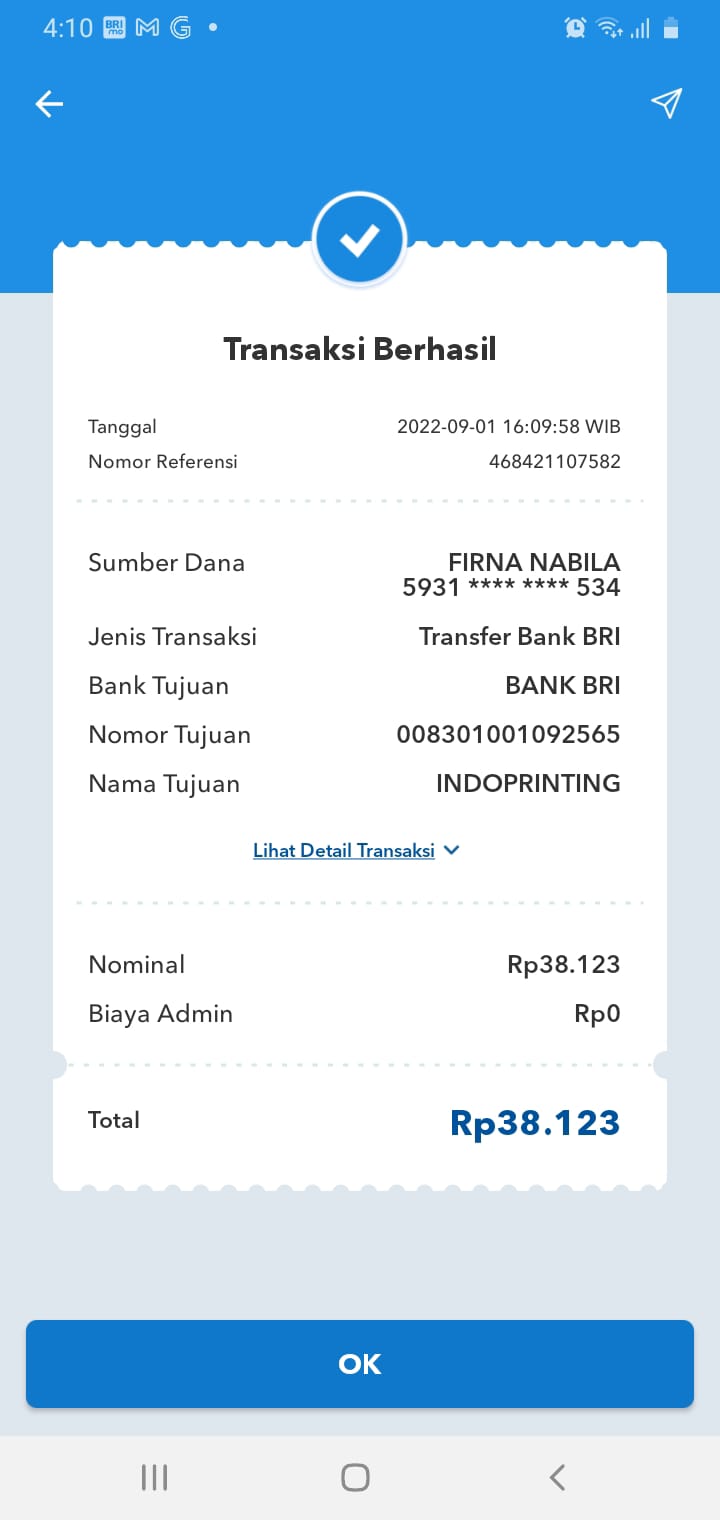 4:10 BRI mo G
Transaksi Berhasil
Tanggal 2022-09-01 16:09:58 WIB
Nomor Referensi 468421107582
Sumber Dana FIRNA NABILA
5931 **** **** 534
Jenis Transaksi Transfer Bank BRI
Bank Tujuan BANK BRI
Nomor Tujuan 008301001092565
Nama Tujuan INDOPRINTING
Lihat Detail Transaksi
Nominal Rp38.123
Biaya Admin Rp0
Total Rp38.123
OK